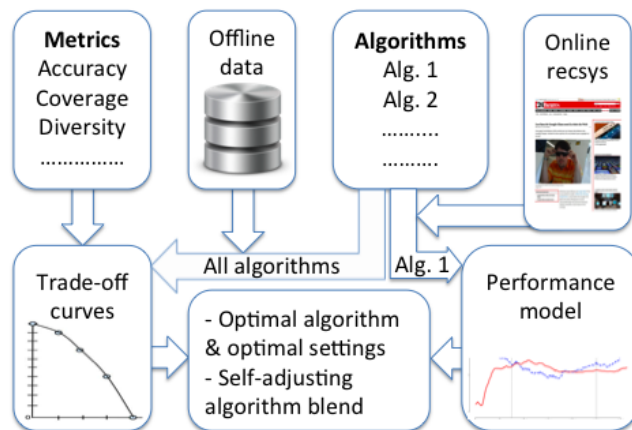 Metrics
Accuracy
Coverage
Diversity
……………
Offline
data
Algorithms
Alg. 1
Alg. 2
……….
……….
Online
recsys
All algorithms
Alg. 1
Trade-off
curves
- Optimal algorithm
& optimal settings
- Self-adjusting
algorithm blend
Performance
model